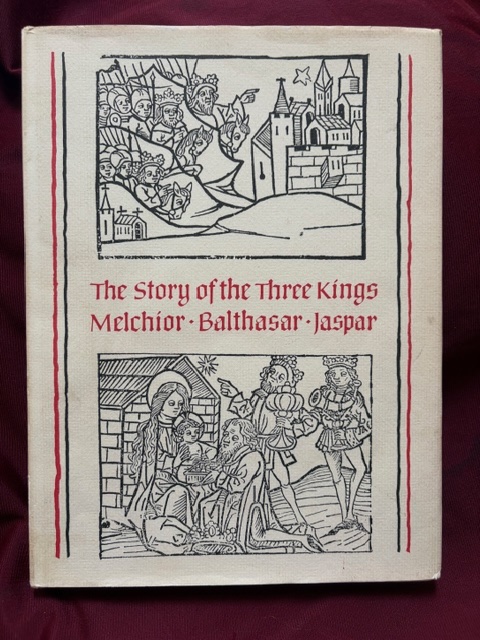 The Story of the Three Kings
Melchior · Balthasar · Jaspar